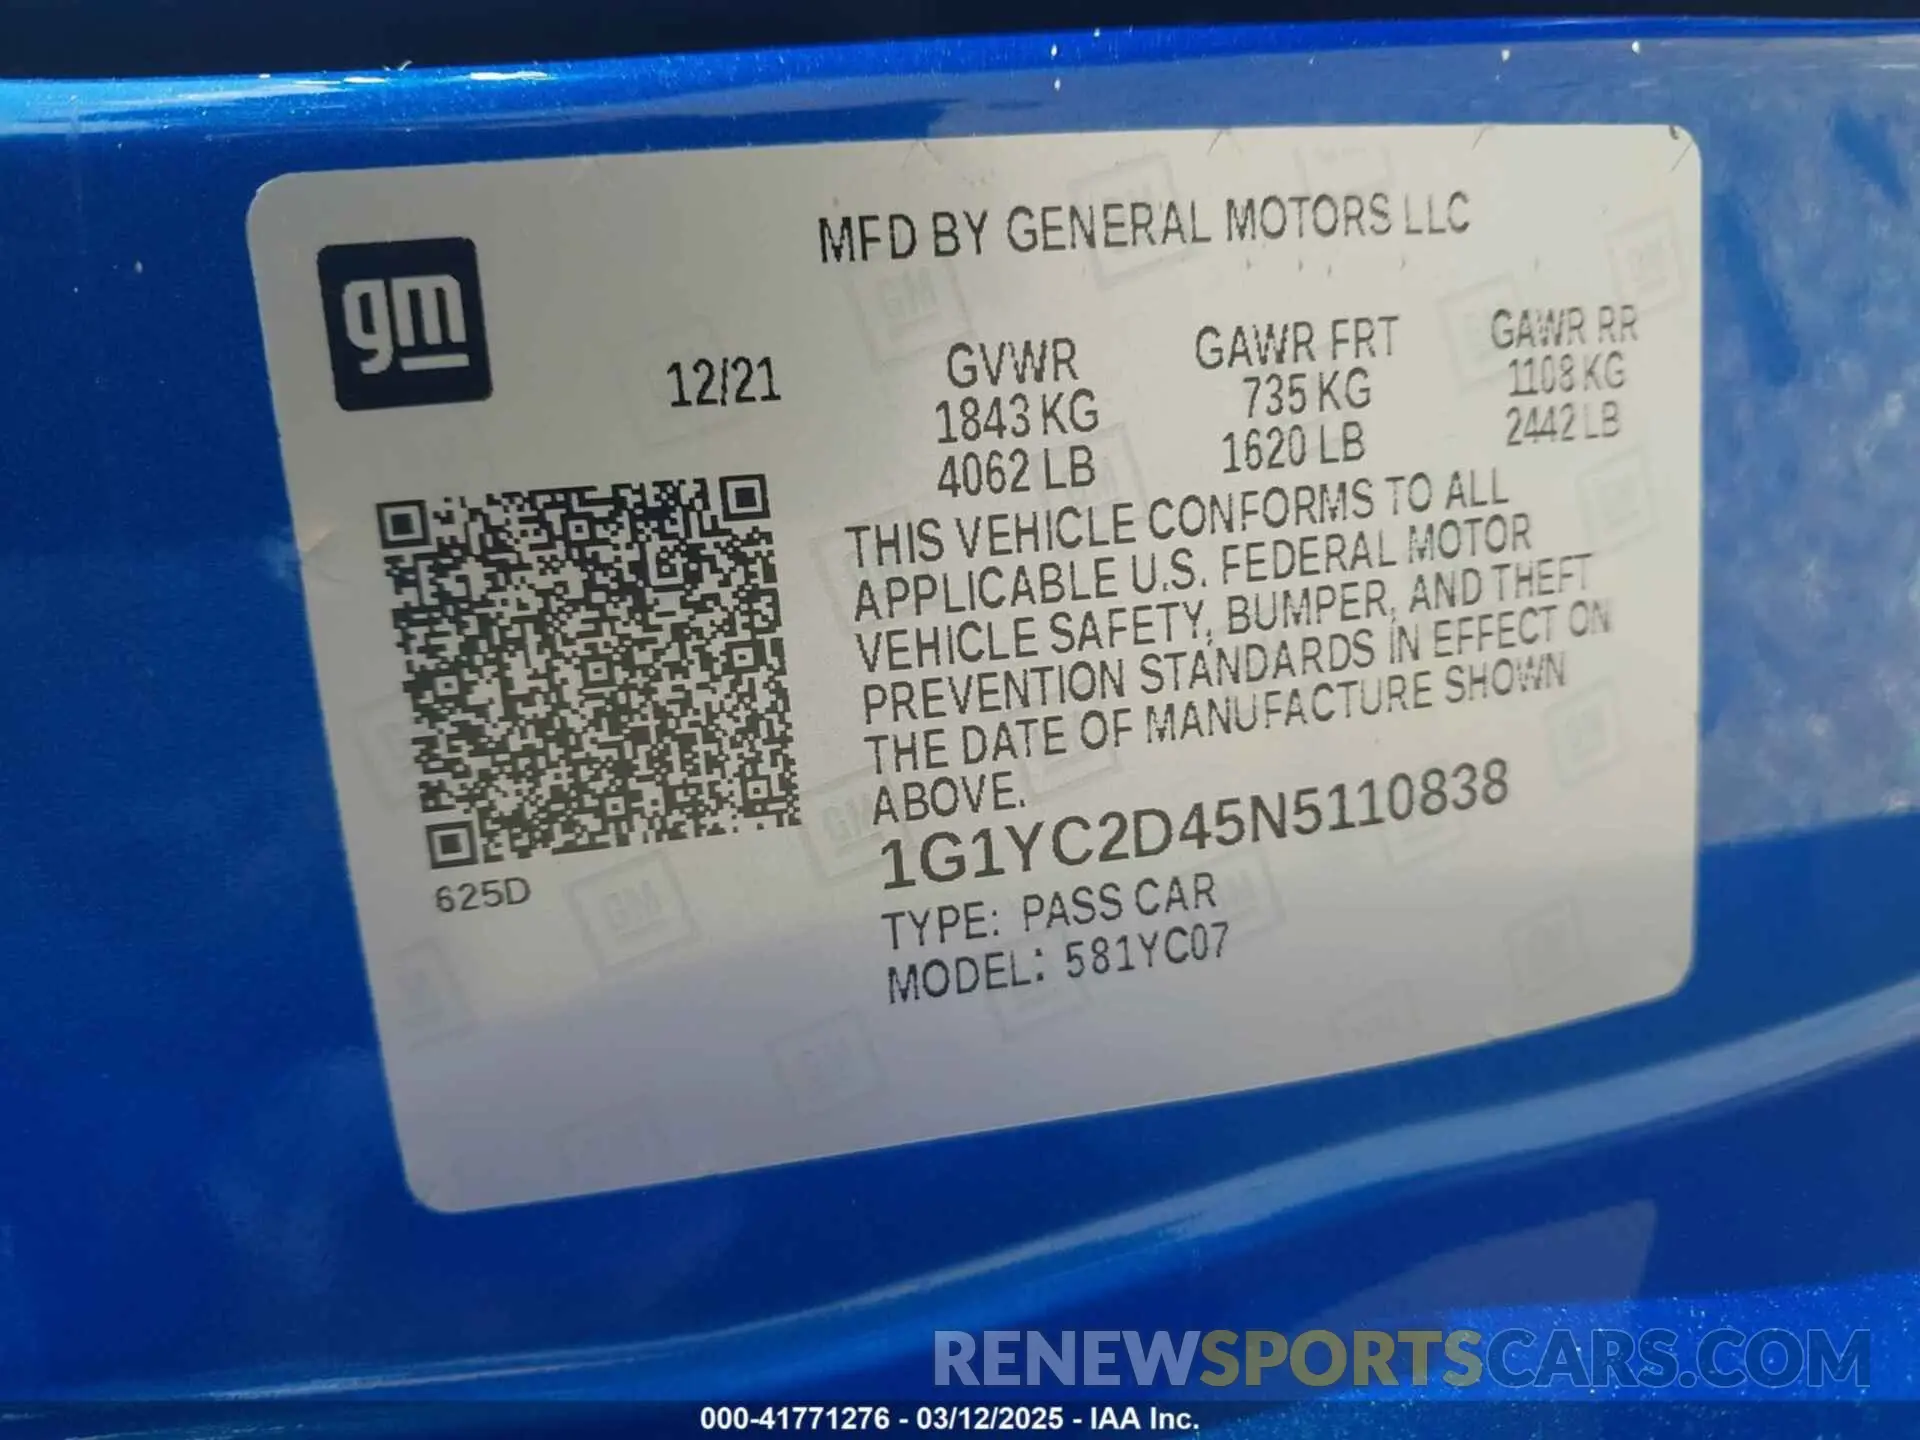 MFD BY GENERAL MOTORS LLC
gm
12/21
GVWR GAWR FRT GAWR RR
1843 KG 735 KG 1108 KG
4062 LB 1620 LB 2442 LB
THIS VEHICLE CONFORMS TO ALL
APPLICABLE U.S. FEDERAL MOTOR
VEHICLE SAFETY, BUMPER, AND THEFT
PREVENTION STANDARDS IN EFFECT ON
THE DATE OF MANUFACTURE SHOWN
ABOVE.
1G1YC2D45N5110838
625D
TYPE: PASS CAR
MODEL: 581YC07
RENEWSPORTSCARS.COM
000-41771276 - 03/12/2025 - IAA Inc.